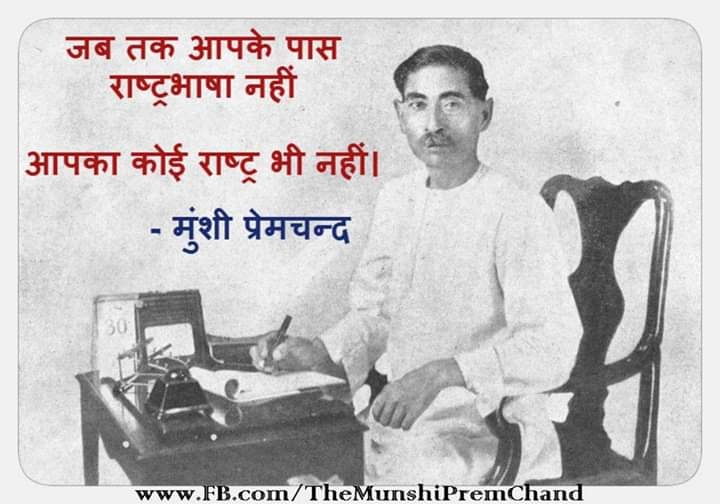 जब तक आपके पास
राष्ट्रभाषा नहीं
आपका कोई राष्ट्र भी नहीं।
- मुंशी प्रेमचन्द
30
www.FB.com/TheMunshiPremChand